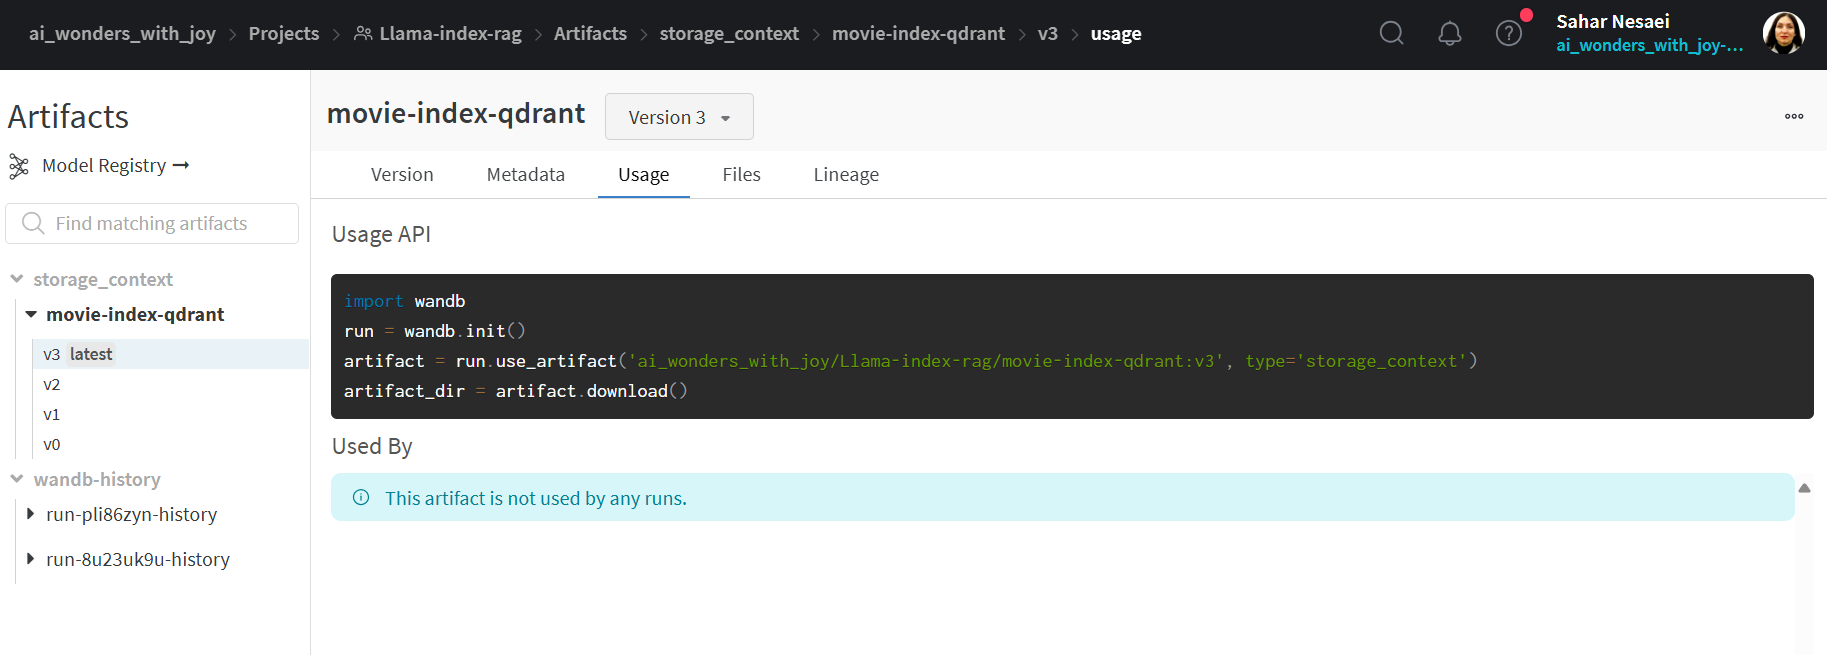 ai_wonders_with_joy > Projects > Llama-index-rag > Artifacts > storage_context > movie-index-qdrant > v3 > usage
Sahar Nesaei
ai_wonders_with_joy-...
Artifacts
Model Registry →
Find matching artifacts
storage_context
movie-index-qdrant
v3 latest
v2
v1
v0
wandb-history
run-pli86zyn-history
run-8u23uk9u-history
movie-index-qdrant
Version 3
Version Metadata Usage Files Lineage
Usage API
import wandb
run = wandb.init()
artifact = run.use_artifact('ai_wonders_with_joy/Llama-index-rag/movie-index-qdrant:v3', type='storage_context')
artifact_dir = artifact.download()
Used By
This artifact is not used by any runs.